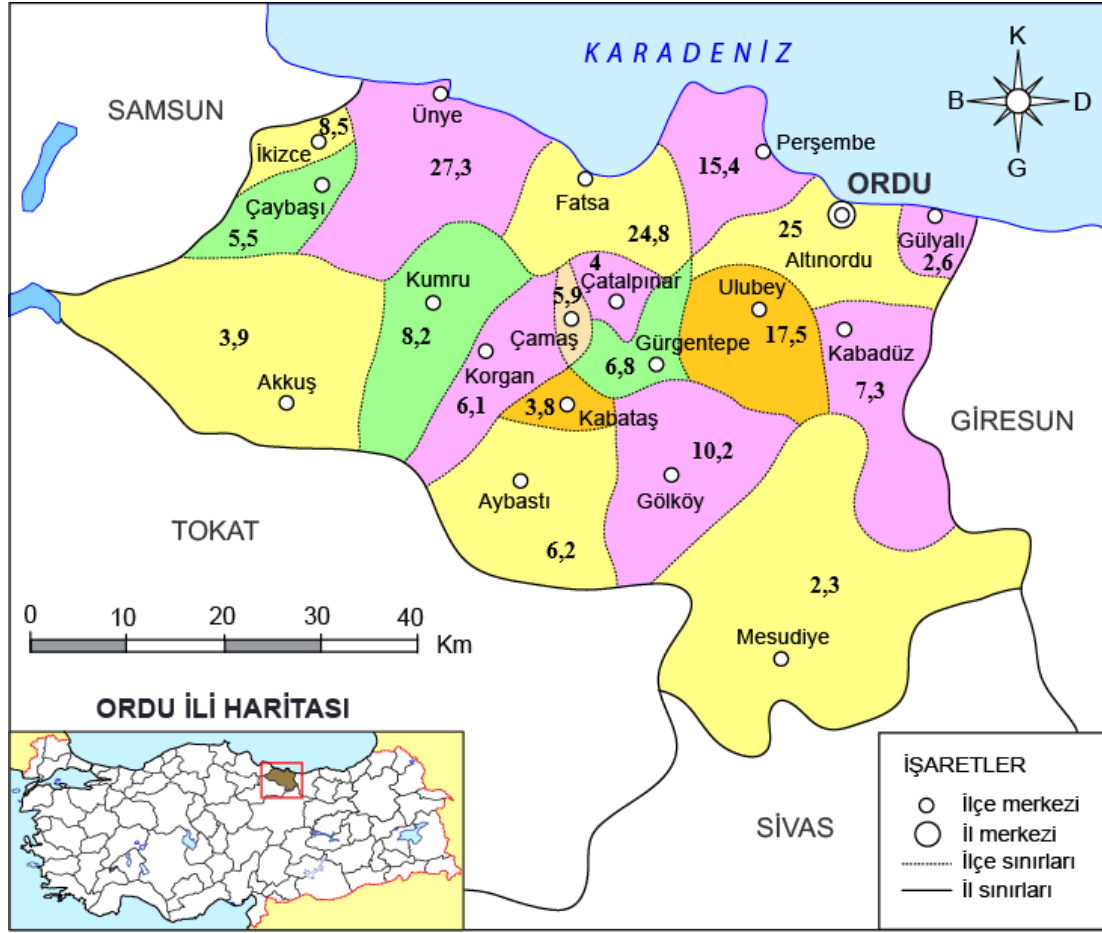 KARADENİZ
K
B
D
G
SAMSUN
Ünye
8,5
İkizce
27,3
Çaybaşı
5,5
Fatsa
24,8
15,4
Perşembe
ORDU
25
Altınordu
Gülyalı
2,6
Kumru
8,2
4
Çatalpınar
5,9
Çamaş
Ulubey
17,5
Gürgentepe
6,8
Kabadüz
7,3
3,9
Akkuş
Korgan
6,1
3,8
Kabataş
GİRESUN
10,2
Gölköy
Aybastı
6,2
TOKAT
2,3
Mesudiye
0 10 20 30 40
Km
ORDU İLİ HARİTASI
SİVAS
İŞARETLER
İlçe merkezi
İl merkezi
İlçe sınırları
İl sınırları